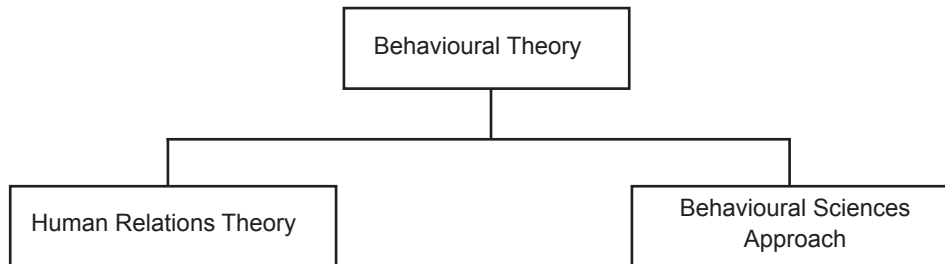 Behavioural Theory
Human Relations Theory
Behavioural Sciences
Approach